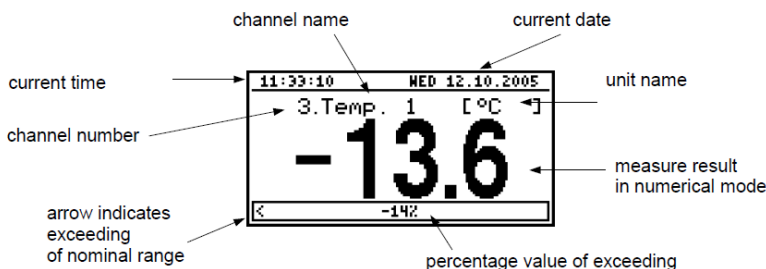 channel name
current date
current time
11:33:10 WED 12.10.2005
unit name
3.Temp. 1 [ºC ]
channel number
-13.6
measure result
in numerical mode
arrow indicates
exceeding
of nominal range
< -14%
percentage value of exceeding